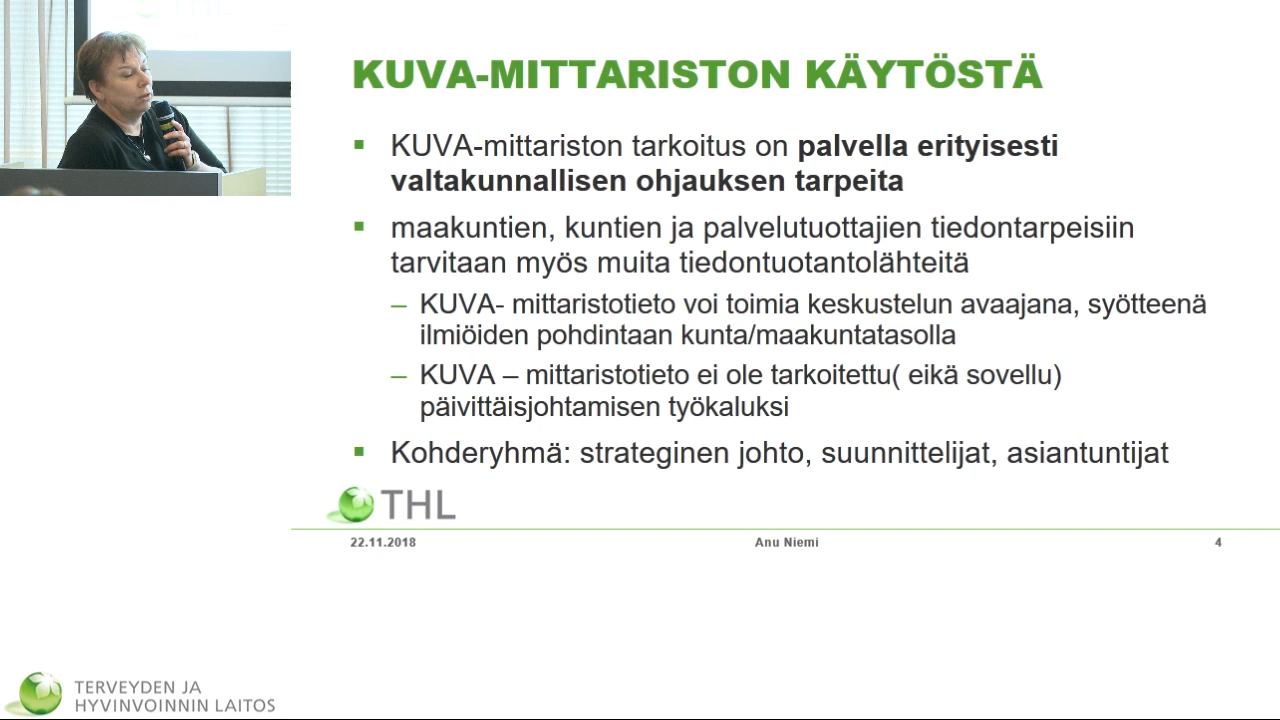 KUVA-MITTARISTON KÄYTÖSTÄ
KUVA-mittariston tarkoitus on palvella erityisesti
valtakunnallisen ohjauksen tarpeita
maakuntien, kuntien ja palvelutuottajien tiedontarpeisiin
tarvitaan myös muita tiedontuotantolähteitä
– KUVA- mittaristotieto voi toimia keskustelun avaajana, syötteenä
ilmiöiden pohdintaan kunta/maakuntatasolla
– KUVA – mittaristotieto ei ole tarkoitettu( eikä sovellu)
päivittäisjohtamisen työkaluksi
Kohderyhmä: strateginen johto, suunnittelijat, asiantuntijat
THL
22.11.2018 Anu Niemi 4
TERVEYDEN JA
HYVINVOINNIN LAITOS